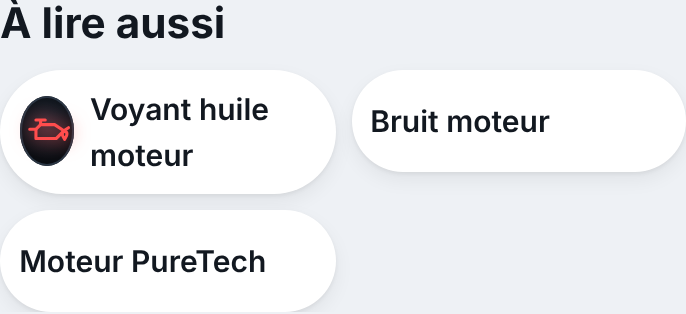 À lire aussi
Voyant huile
moteur
Bruit moteur
Moteur PureTech